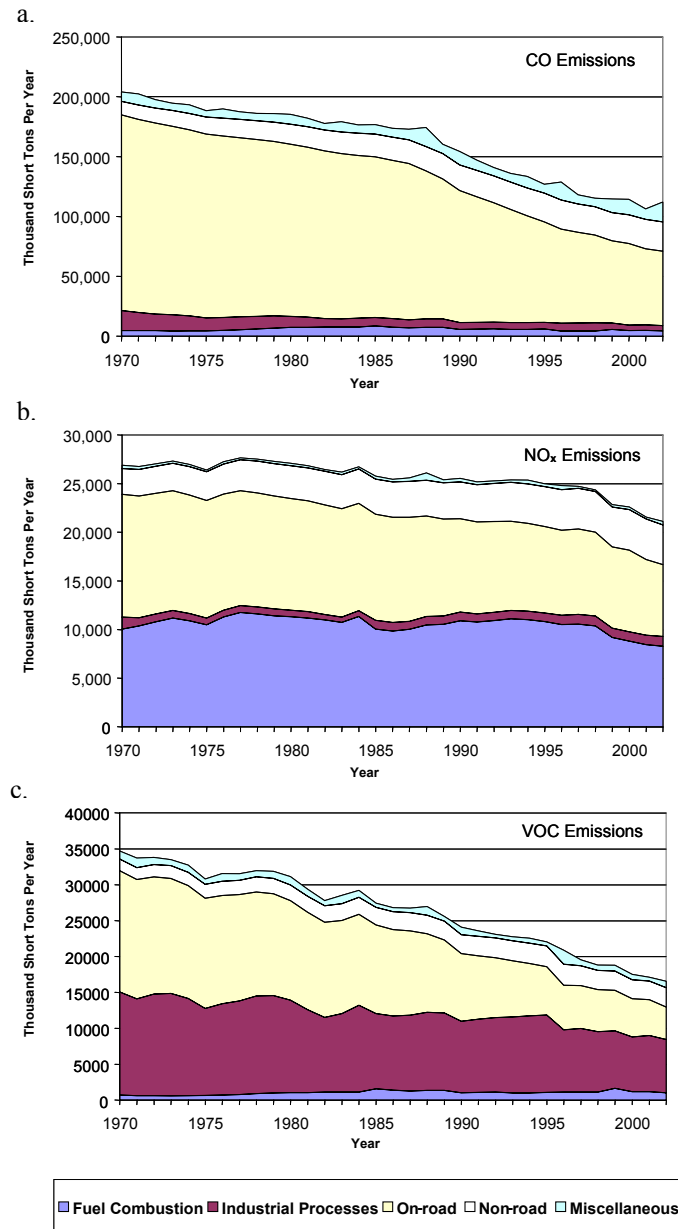 a.
250,000
CO Emissions
200,000
150,000
100,000
50,000
0
Thousand Short Tons Per Year
1970 1975 1980 1985 1990 1995 2000
Year
b.
30,000
NOx Emissions
25,000
20,000
15,000
10,000
5,000
0
Thousand Short Tons Per Year
1970 1975 1980 1985 1990 1995 2000
Year
c.
40000
VOC Emissions
35000
30000
25000
20000
15000
10000
5000
0
Thousand Short Tons Per Year
1970 1975 1980 1985 1990 1995 2000
Year
Fuel Combustion Industrial Processes On-road Non-road Miscellaneous